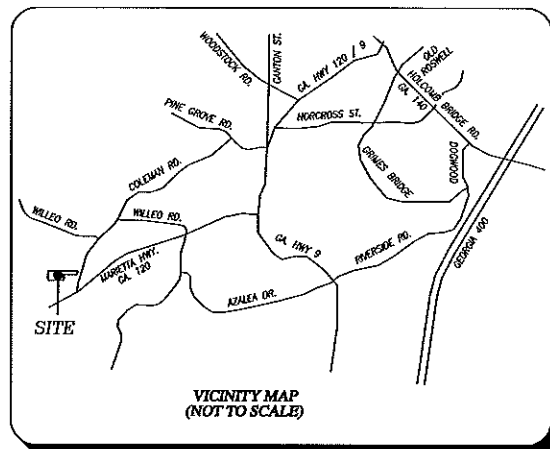 WOODSTOCK RD.
CANTON ST.
GA. HWY 120 / 9
OLD
ROSWELL
HOLCOMB BRIDGE RD.
GA. 140
PINE GROVE RD.
HORCROSS ST.
GRIMES BRIDGE
DOGWOOD
COLEMAN RD.
WILLEO RD.
WILLEO RD.
MARIETTA HWY.
GA. 120
GA. HWY 9
RIVERSIDE RD.
GEORGIA 400
AZALEA DR.
SITE
VICINITY MAP
(NOT TO SCALE)